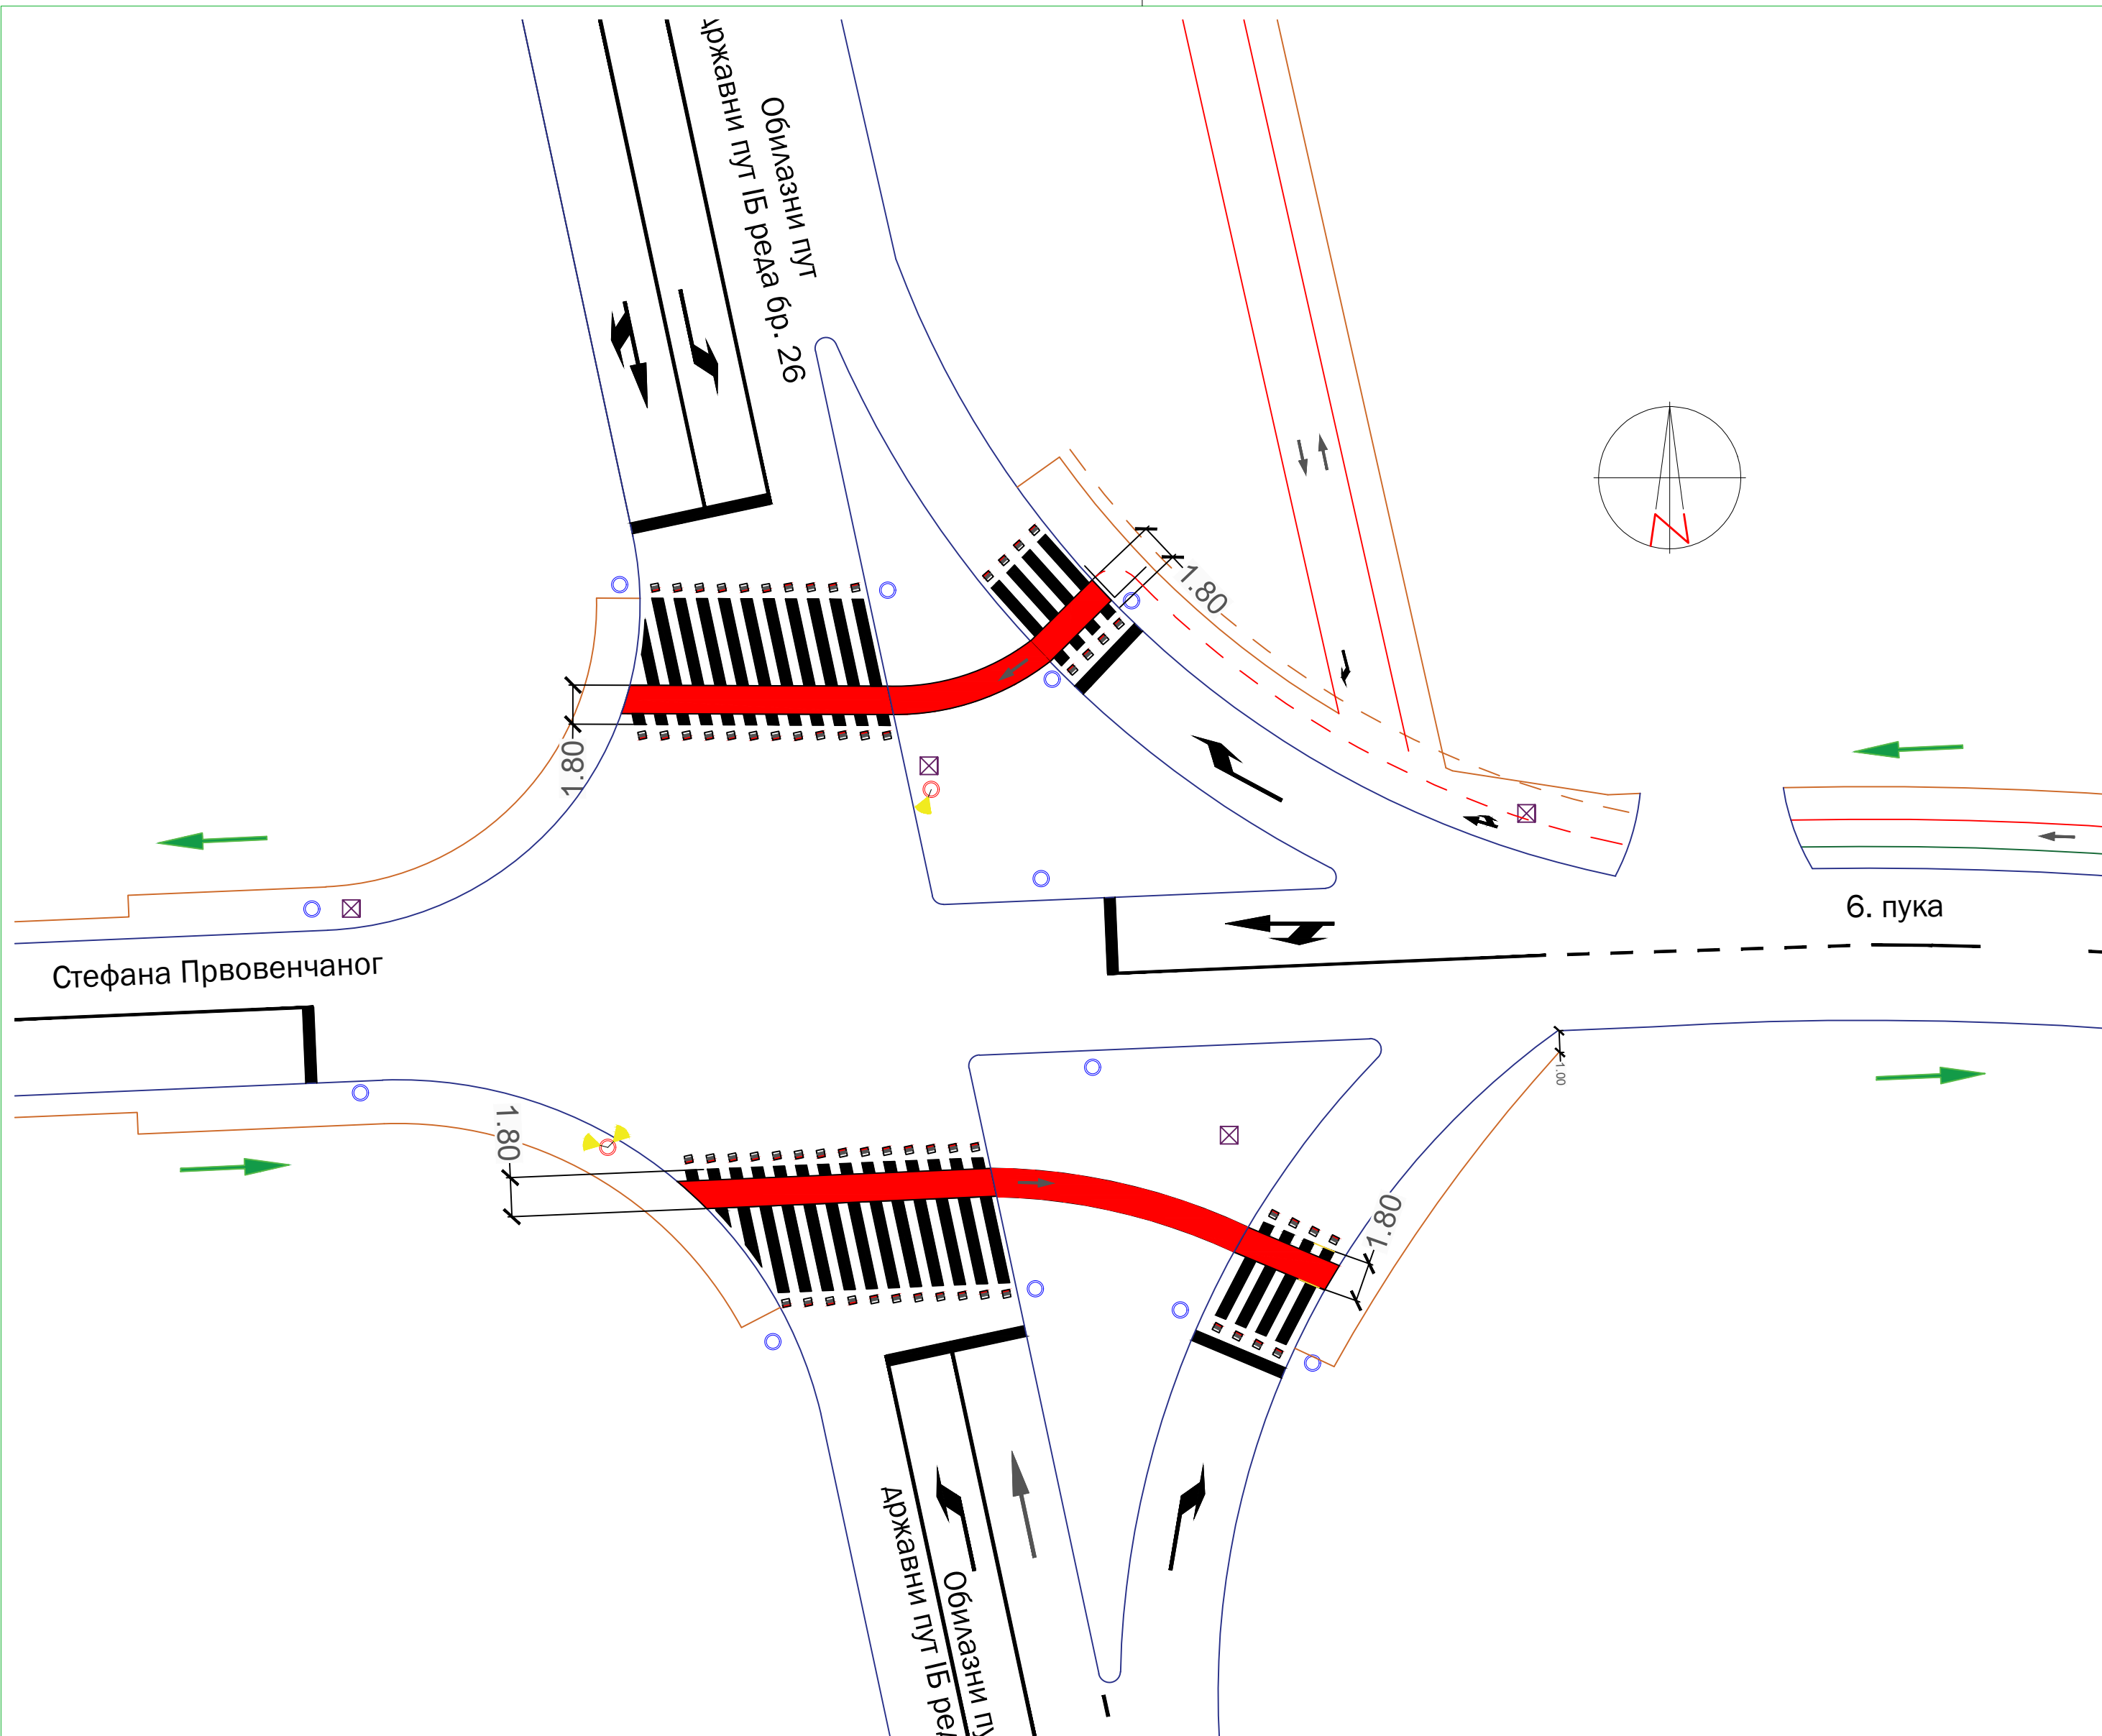 Обилазни пут
државни пут IБ реда бр. 26
1.80
1.80
6. пука
Стефана Првовенчаног
1.00
1.80
1.80
Обилазни пу
државни пут IБ ред